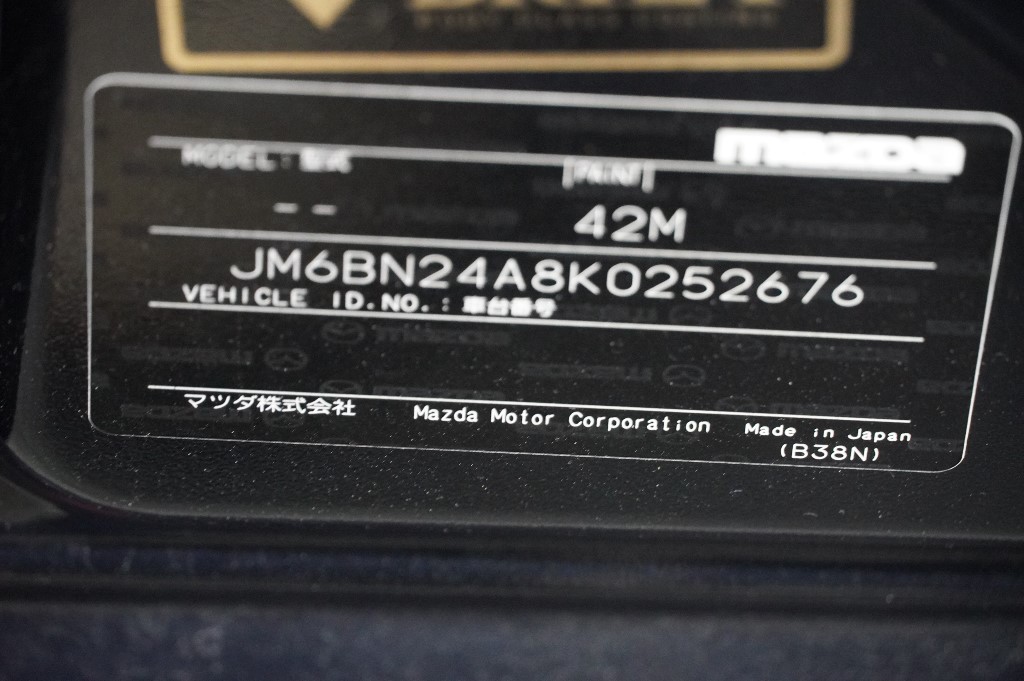 mazda
MODEL : 型式
PAINT
-- 42M
JM6BN24A8K0252676
VEHICLE ID.NO. : 車台番号
マツダ株式会社 Mazda Motor Corporation Made in Japan
(B38N)